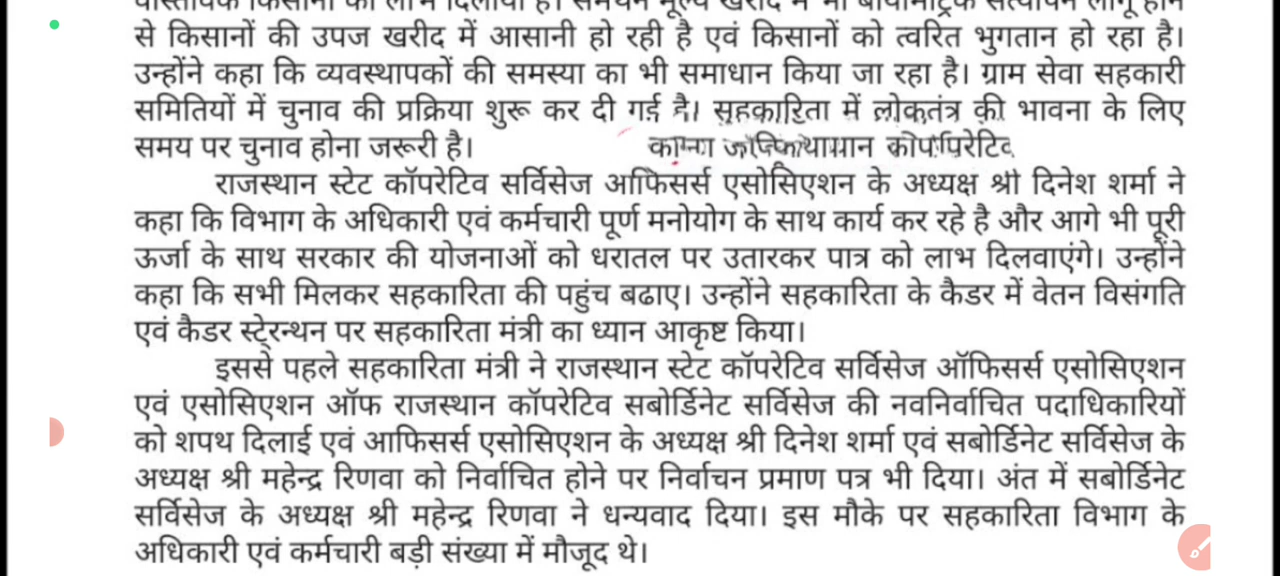 से किसानों की उपज खरीद में आसानी हो रही है एवं किसानों को त्वरित भुगतान हो रहा है।
उन्होंने कहा कि व्यवस्थापकों की समस्या का भी समाधान किया जा रहा है। ग्राम सेवा सहकारी
समितियों में चुनाव की प्रक्रिया शुरू कर दी गई है। सहकारिता में लोकतंत्र की भावना के लिए
समय पर चुनाव होना जरूरी है।
राजस्थान स्टेट कॉपरेटिव सर्विसेज आफिसर्स एसोसिएशन के अध्यक्ष श्री दिनेश शर्मा ने
कहा कि विभाग के अधिकारी एवं कर्मचारी पूर्ण मनोयोग के साथ कार्य कर रहे है और आगे भी पूरी
ऊर्जा के साथ सरकार की योजनाओं को धरातल पर उतारकर पात्र को लाभ दिलवाएंगे। उन्होंने
कहा कि सभी मिलकर सहकारिता की पहुंच बढाए। उन्होंने सहकारिता के कैडर में वेतन विसंगति
एवं कैडर स्टे्रन्थन पर सहकारिता मंत्री का ध्यान आकृष्ट किया।
इससे पहले सहकारिता मंत्री ने राजस्थान स्टेट कॉपरेटिव सर्विसेज ऑफिसर्स एसोसिएशन
एवं एसोसिएशन ऑफ राजस्थान कॉपरेटिव सबोर्डिनेट सर्विसेज की नवनिर्वाचित पदाधिकारियों
को शपथ दिलाई एवं आफिसर्स एसोसिएशन के अध्यक्ष श्री दिनेश शर्मा एवं सबोर्डिनेट सर्विसेज के
अध्यक्ष श्री महेन्द्र रिणवा को निर्वाचित होने पर निर्वाचन प्रमाण पत्र भी दिया। अंत में सबोर्डिनेट
सर्विसेज के अध्यक्ष श्री महेन्द्र रिणवा ने धन्यवाद दिया। इस मौके पर सहकारिता विभाग के
अधिकारी एवं कर्मचारी बड़ी संख्या में मौजूद थे।